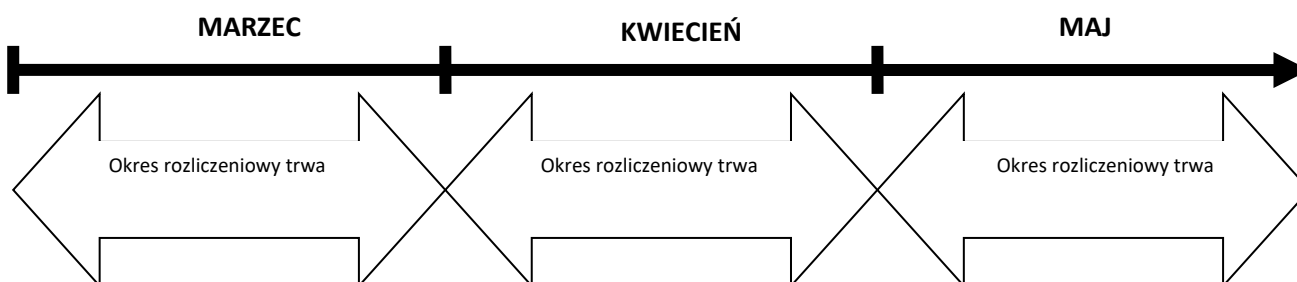 MARZEC KWIECIEŃ MAJ
Okres rozliczeniowy trwa Okres rozliczeniowy trwa Okres rozliczeniowy trwa